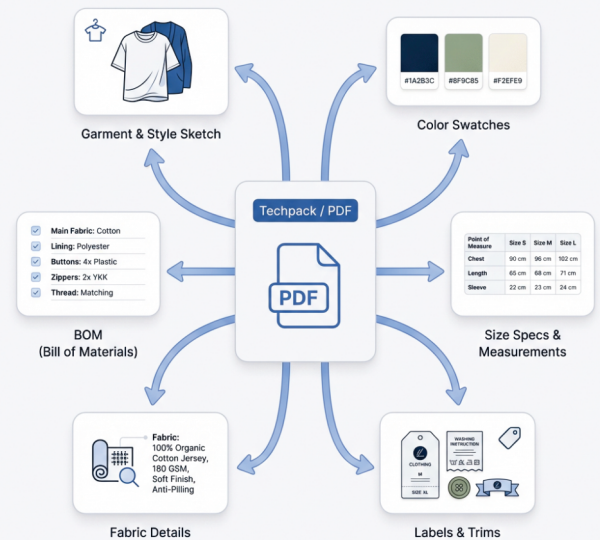 Garment & Style Sketch
#1A2B3C
#8F9C85
#F2EFE9
Color Swatches
Techpack / PDF
PDF
Main Fabric: Cotton
Lining: Polyester
Buttons: 4x Plastic
Zippers: 2x YKK
Thread: Matching
BOM
(Bill of Materials)
Point of
Measure
Size S
Size M
Size L
Chest 90 cm 96 cm 102 cm
Length 65 cm 68 cm 71 cm
Sleeve 22 cm 23 cm 24 cm
Size Specs &
Measurements
Fabric:
100% Organic
Cotton Jersey,
180 GSM,
Soft Finish,
Anti-Pilling
Fabric Details
CLOTHING
M
SIZE XL
WASHING
INSTRUCTION
Labels & Trims